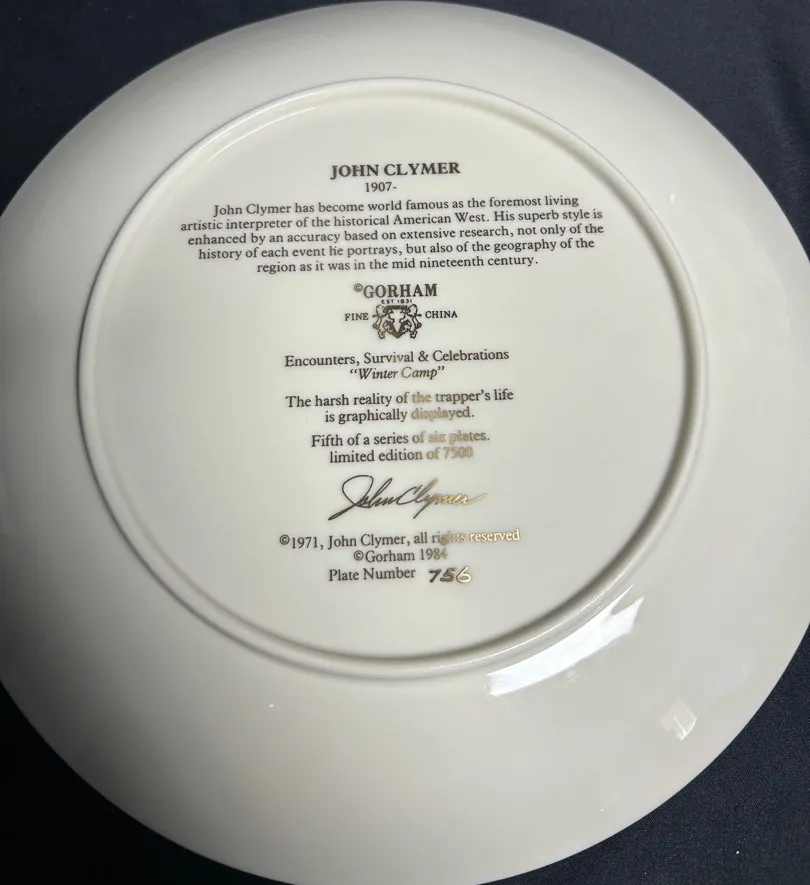 JOHN CLYMER
1907-
John Clymer has become world famous as the foremost living
artistic interpreter of the historical American West. His superb style is
enhanced by an accuracy based on extensive research, not only of the
history of each event he portrays, but also of the geography of the
region as it was in the mid nineteenth century.
©GORHAM
EST 1831
FINE CHINA
Encounters, Survival & Celebrations
“Winter Camp”
The harsh reality of the trapper's life
is graphically displayed.
Fifth of a series of six plates.
limited edition of 7500
John Clymer
©1971, John Clymer, all rights reserved
©Gorham 1984
Plate Number 756